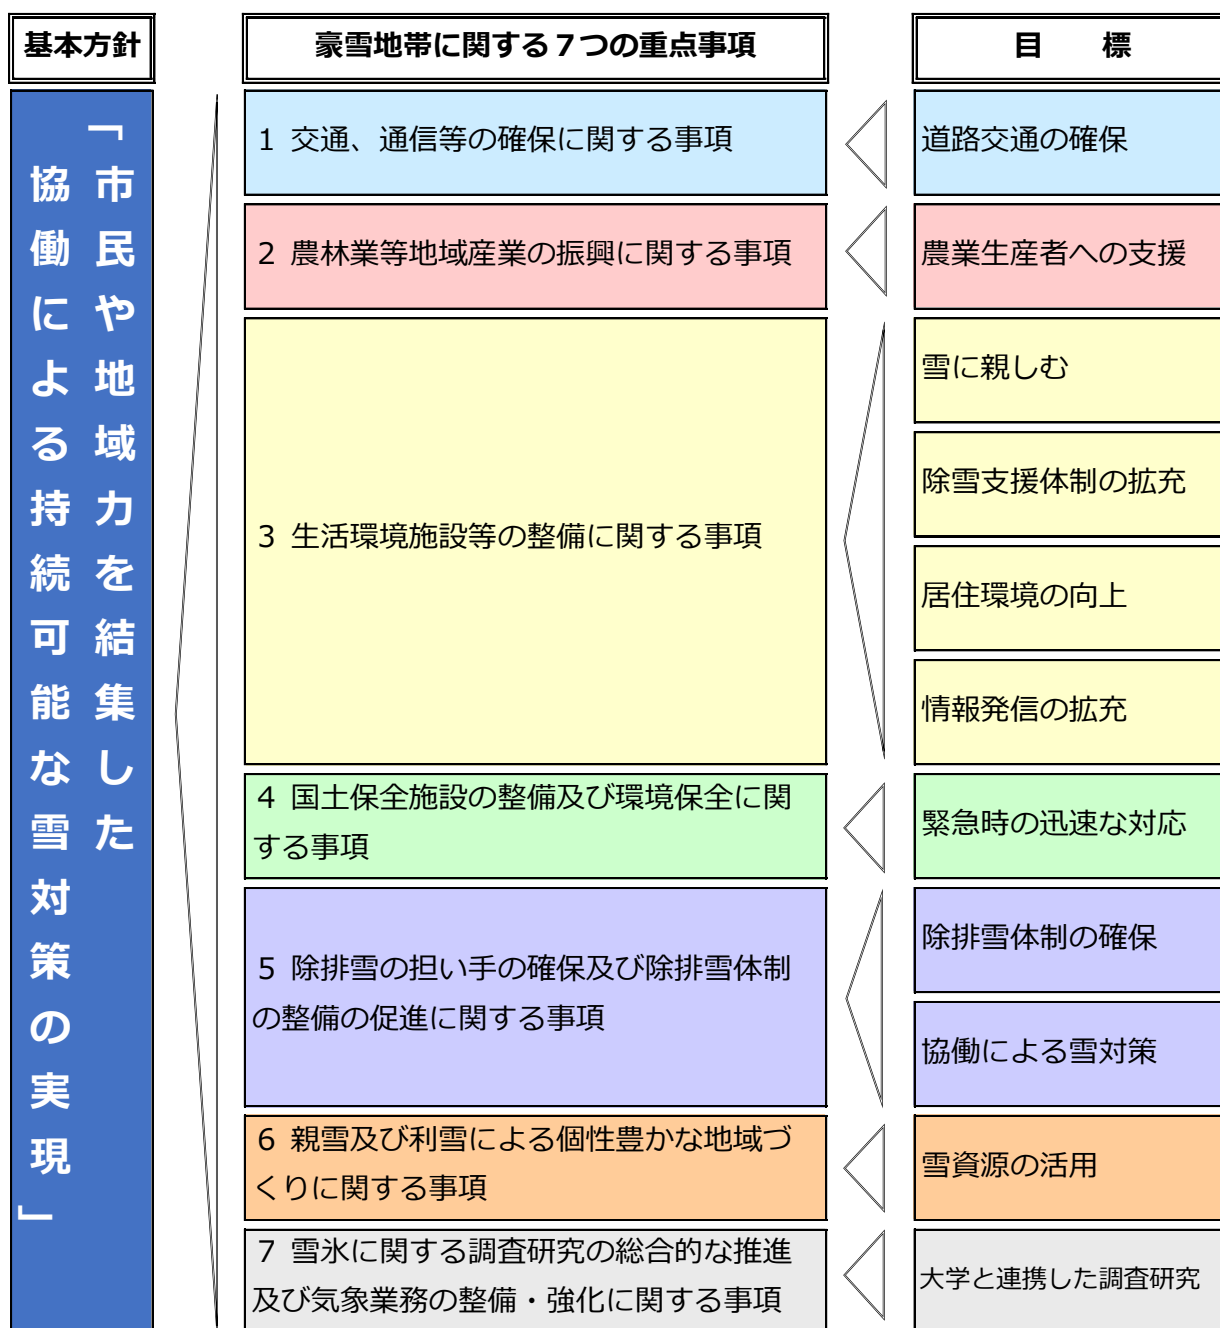 基本方針
豪雪地帯に関する７つの重点事項
目　標
「市民や地域力を結集した
協働による持続可能な雪対策の実現」
1 交通、通信等の確保に関する事項
道路交通の確保
2 農林業等地域産業の振興に関する事項
農業生産者への支援
3 生活環境施設等の整備に関する事項
雪に親しむ
除雪支援体制の拡充
居住環境の向上
情報発信の拡充
4 国土保全施設の整備及び環境保全に関
する事項
緊急時の迅速な対応
5 除排雪の担い手の確保及び除排雪体制
の整備の促進に関する事項
除排雪体制の確保
協働による雪対策
6 親雪及び利雪による個性豊かな地域づ
くりに関する事項
雪資源の活用
7 雪氷に関する調査研究の総合的な推進
及び気象業務の整備・強化に関する事項
大学と連携した調査研究